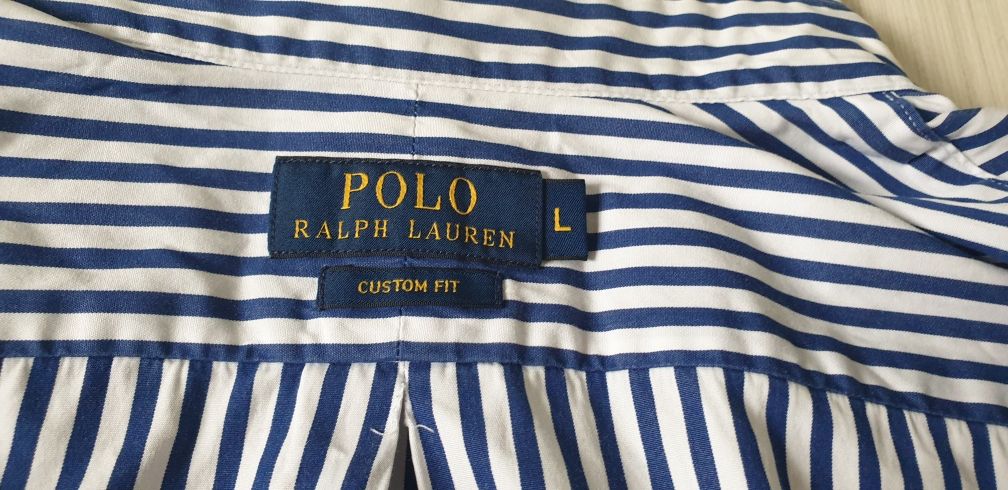 POLO
RALPH LAUREN
L
CUSTOM FIT